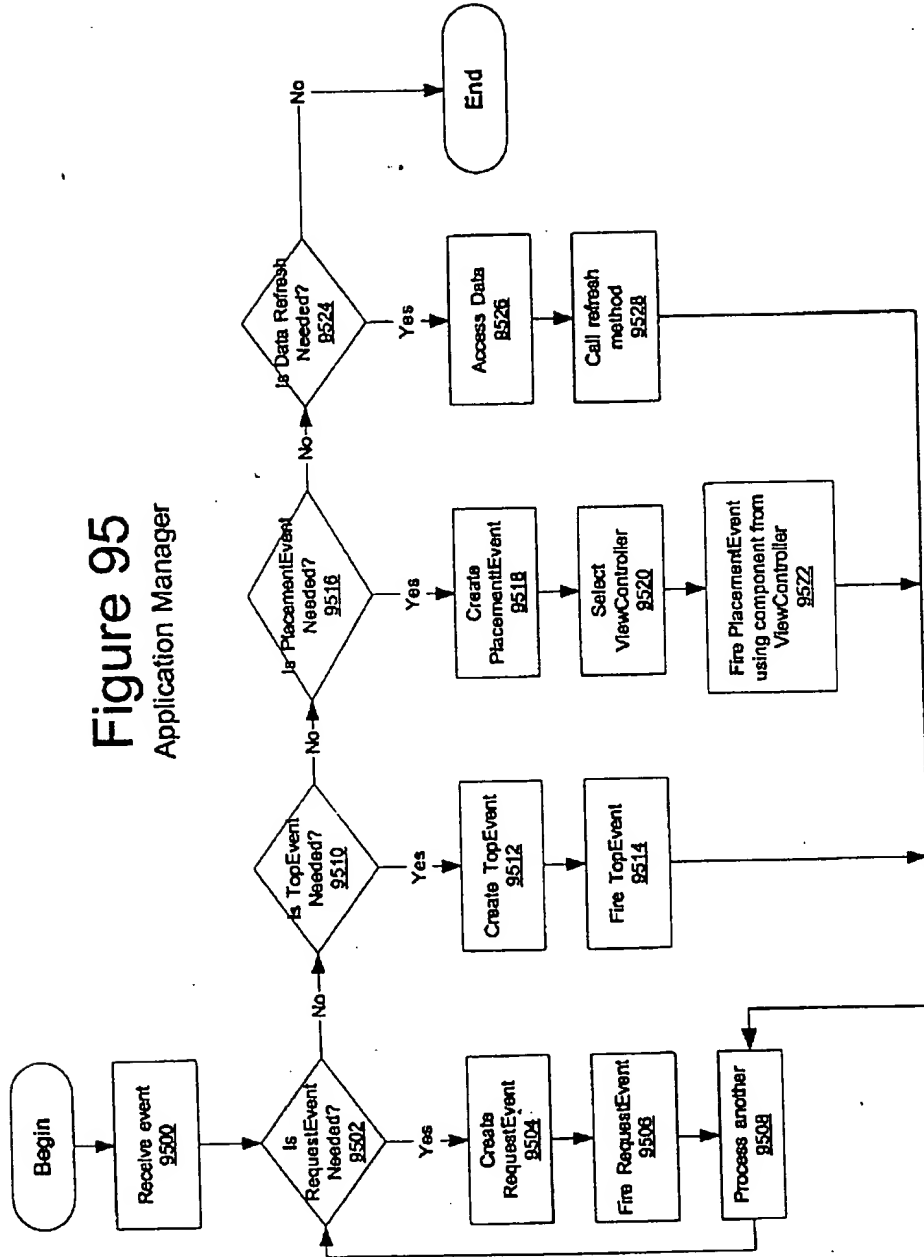 Figure 95
Application Manager
Begin
Receive event
9500
Is
RequestEvent
Needed?
9502
No
Yes
Create
RequestEvent
9504
Fire RequestEvent
9506
Process another
9508
Is TopEvent
Needed?
9510
No
Yes
Create TopEvent
9512
Fire TopEvent
9514
Is PlacementEvent
Needed?
9516
No
Yes
Create
PlacementtEvent
9518
Select
ViewController
9520
Fire PlacementEvent
using component from
ViewController
9522
Is Data Refresh
Needed?
9524
No
Yes
Access Data
9526
Call refresh
method
9528
End